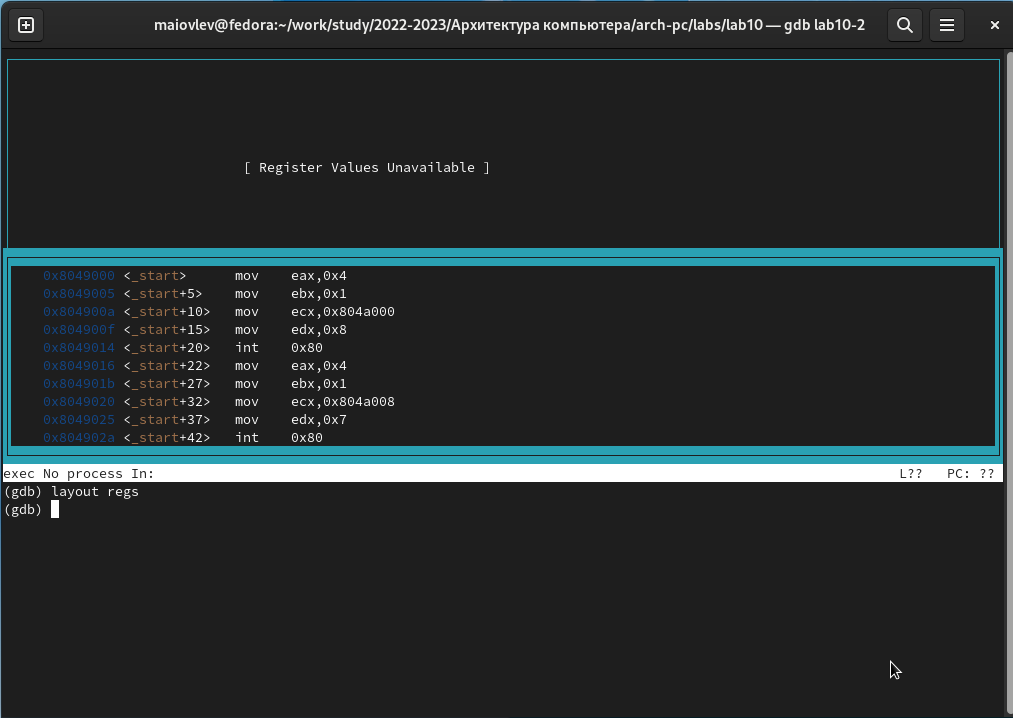 maiovlev@fedora:~/work/study/2022-2023/Архитектура компьютера/arch-pc/labs/lab10 — gdb lab10-2
[ Register Values Unavailable ]
0x8049000 <_start> mov eax,0x4
0x8049005 <_start+5> mov ebx,0x1
0x804900a <_start+10> mov ecx,0x804a000
0x804900f <_start+15> mov edx,0x8
0x8049014 <_start+20> int 0x80
0x8049016 <_start+22> mov eax,0x4
0x804901b <_start+27> mov ebx,0x1
0x8049020 <_start+32> mov ecx,0x804a008
0x8049025 <_start+37> mov edx,0x7
0x804902a <_start+42> int 0x80
exec No process In: L?? PC: ??
(gdb) layout regs
(gdb)